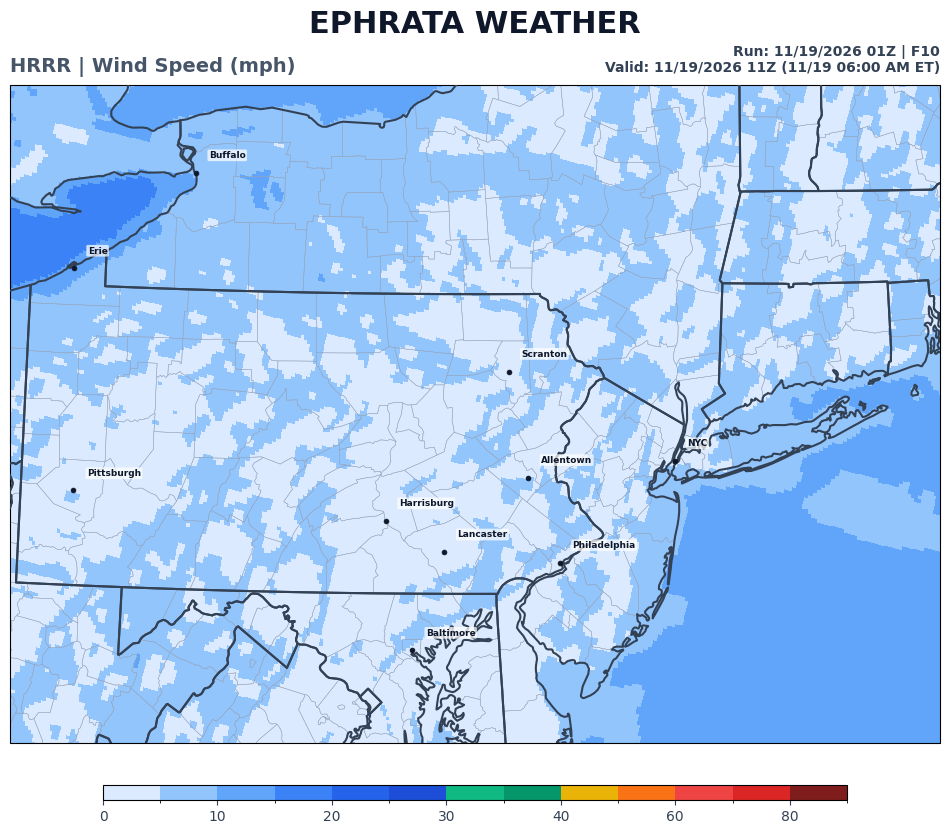 EPHRATA WEATHER
HRRR | Wind Speed (mph)
Run: 11/19/2026 01Z | F10
Valid: 11/19/2026 11Z (11/19 06:00 AM ET)
Buffalo
Erie
Scranton
NYC
Allentown
Pittsburgh
Harrisburg
Lancaster
Philadelphia
Baltimore
0 10 20 30 40 60 80